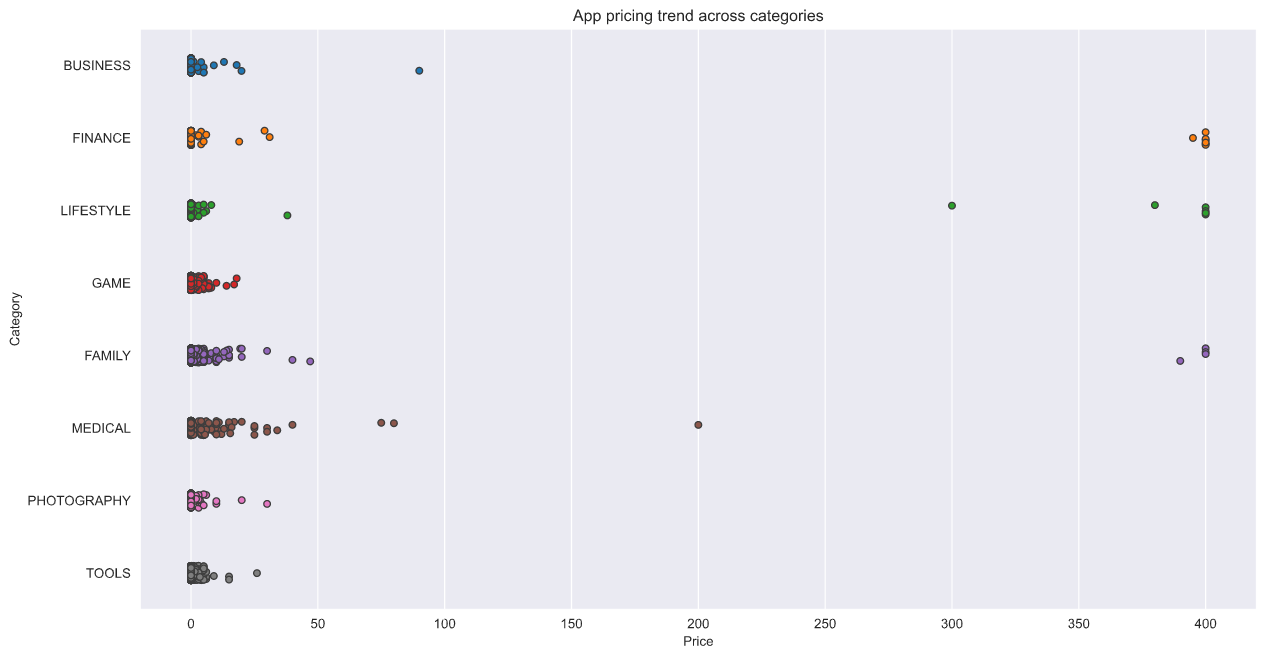 App pricing trend across categories
BUSINESS
FINANCE
LIFESTYLE
GAME
FAMILY
MEDICAL
PHOTOGRAPHY
TOOLS
Category
0 50 100 150 200 250 300 350 400
Price